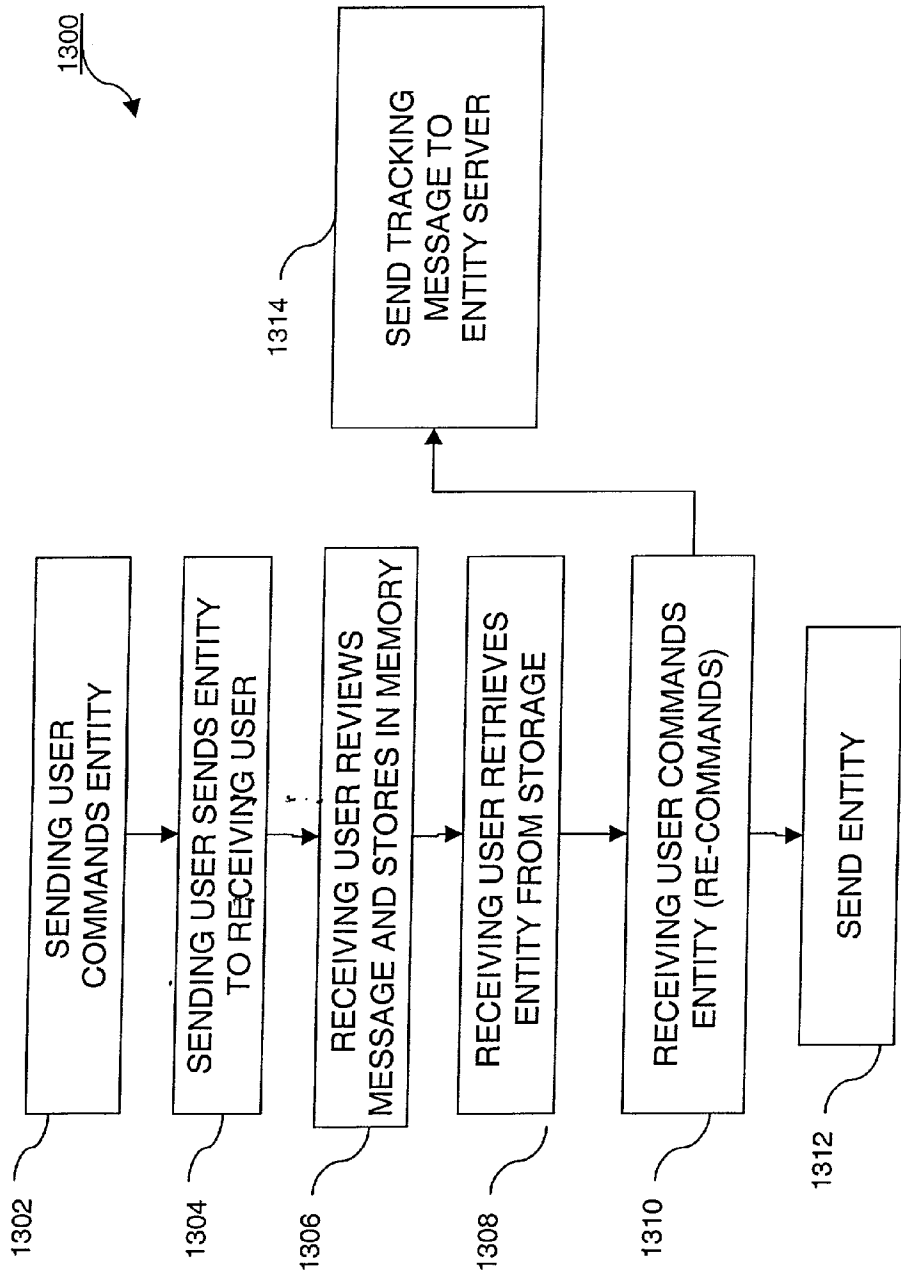 1300
1302
SENDING USER
COMMANDS ENTITY
1304
SENDING USER SENDS ENTITY
TO RECEIVING USER
1306
RECEIVING USER REVIEWS
MESSAGE AND STORES IN MEMORY
1308
RECEIVING USER RETRIEVES
ENTITY FROM STORAGE
1310
RECEIVING USER COMMANDS
ENTITY (RE-COMMANDS)
1312
SEND ENTITY
1314
SEND TRACKING
MESSAGE TO
ENTITY SERVER